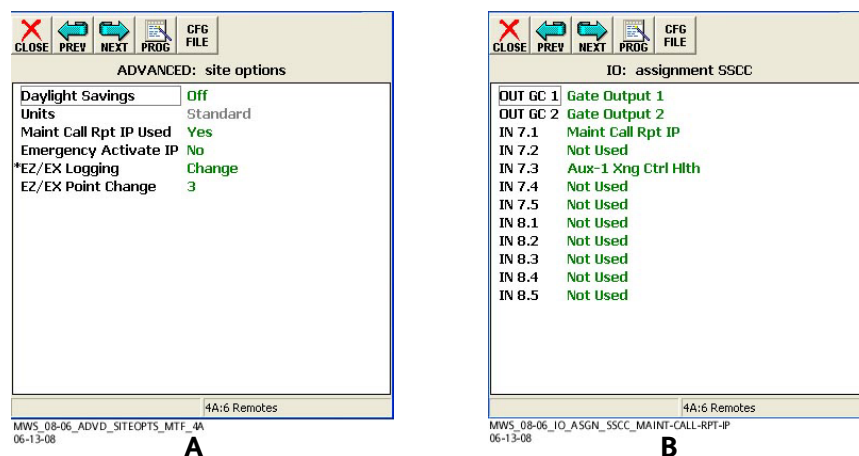 CLOSE PREV NEXT PROG CFG FILE
ADVANCED: site options
Daylight Savings Off
Units Standard
Maint Call Rpt IP Used Yes
Emergency Activate IP No
*EZ/EX Logging Change
EZ/EX Point Change 3
4A:6 Remotes
MWS_08-06_ADVD_SITEOPTS_MTF_4A
06-13-08
A
CLOSE PREV NEXT PROG CFG FILE
IO: assignment SSCC
OUT GC 1 Gate Output 1
OUT GC 2 Gate Output 2
IN 7.1 Maint Call Rpt IP
IN 7.2 Not Used
IN 7.3 Aux-1 Xng Ctrl Hlth
IN 7.4 Not Used
IN 7.5 Not Used
IN 8.1 Not Used
IN 8.2 Not Used
IN 8.3 Not Used
IN 8.4 Not Used
IN 8.5 Not Used
4A:6 Remotes
MWS_08-06_IO_ASGN_SSCC_MAINT-CALL-RPT-IP
06-13-08
B